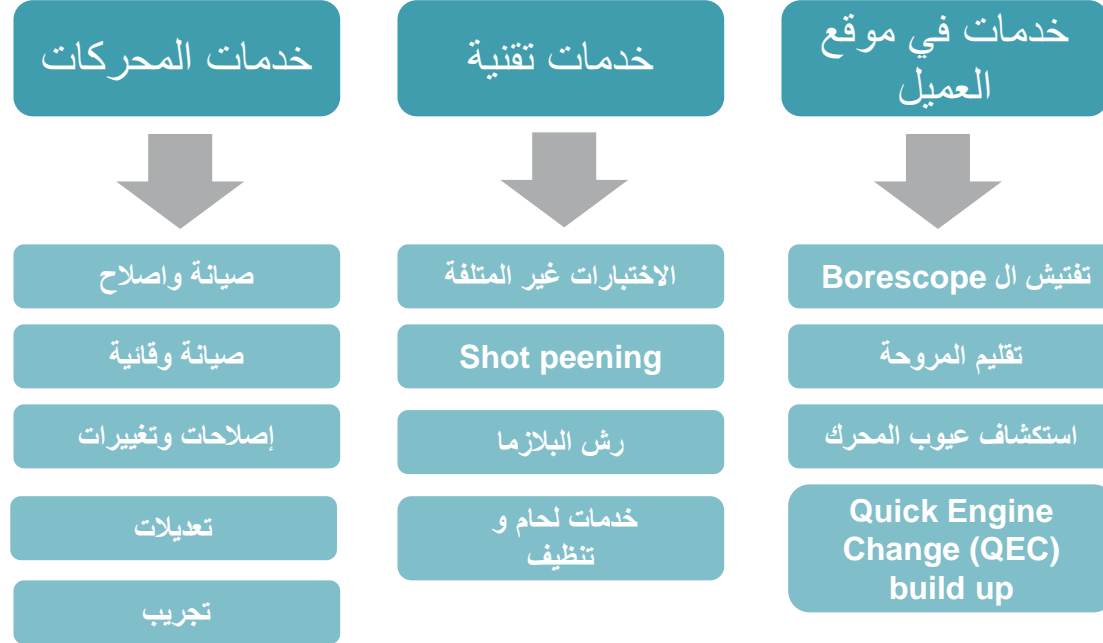 خدمات في موقع
العميل
تفتيش ال Borescope
تقليم المروحة
استكشاف عيوب المحرك
Quick Engine
Change (QEC)
build up
خدمات تقنية
الاختبارات غير المتلفة
Shot peening
رش البلازما
خدمات لحام و
تنظيف
خدمات المحركات
صيانة واصلاح
صيانة وقائية
إصلاحات وتغييرات
تعديلات
تجريب